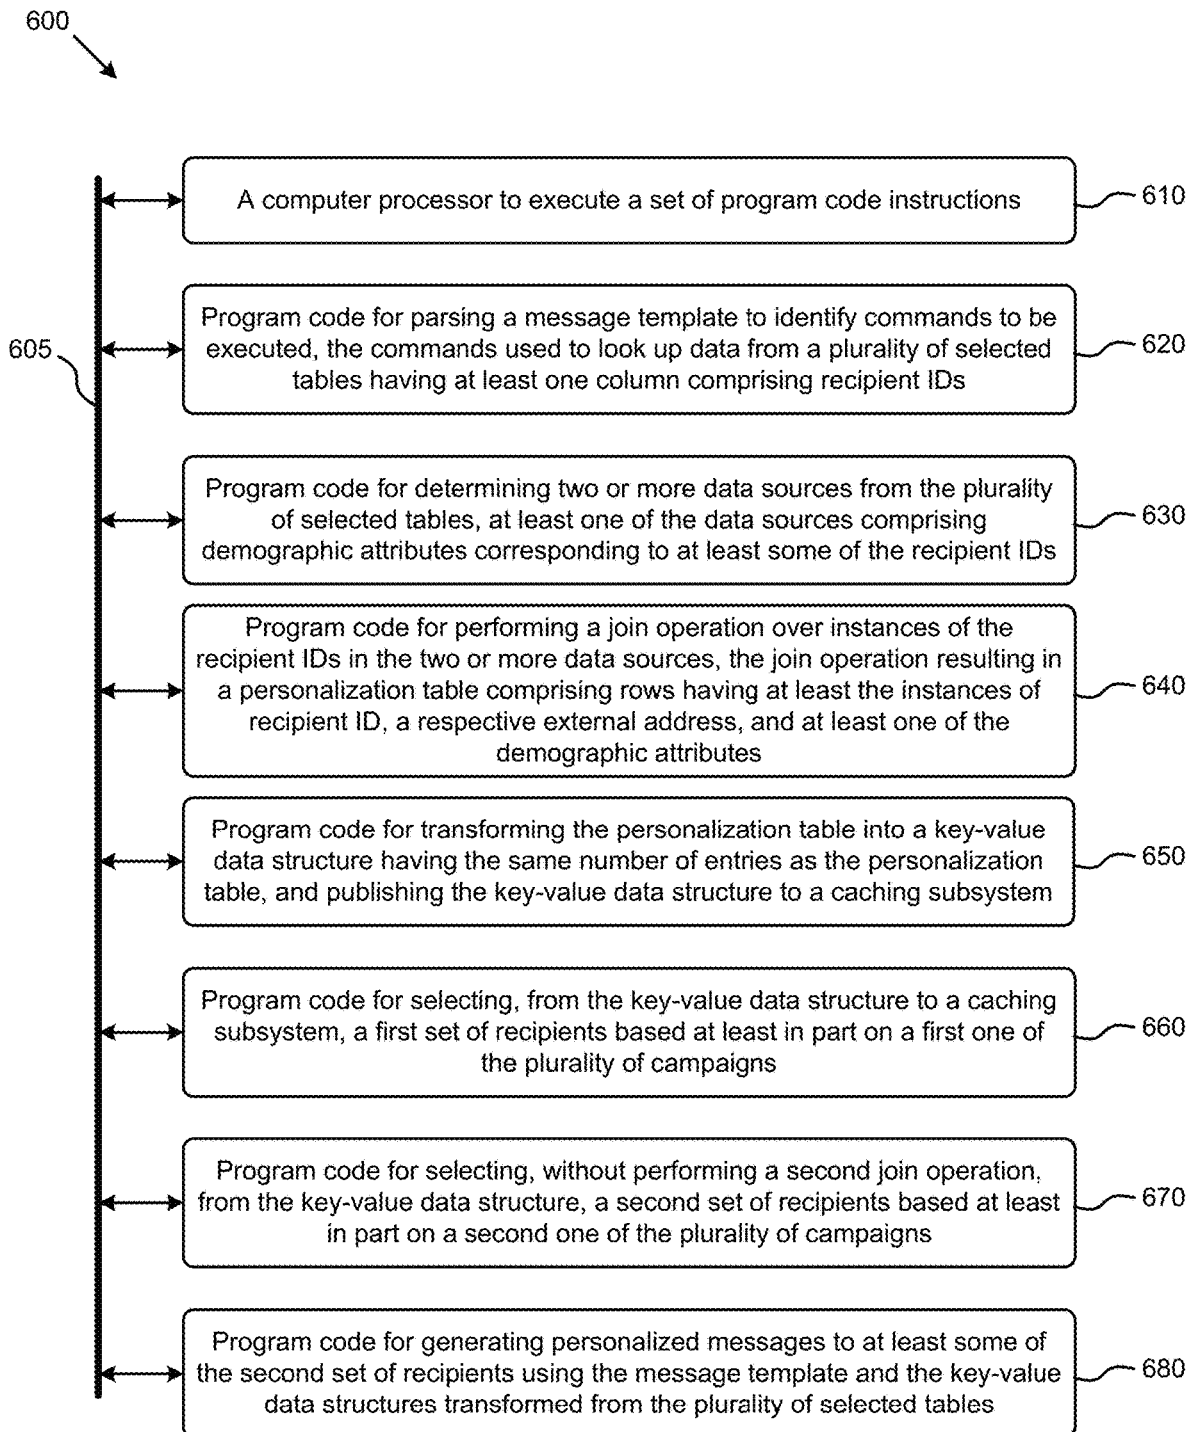 600
A computer processor to execute a set of program code instructions
610
Program code for parsing a message template to identify commands to be
executed, the commands used to look up data from a plurality of selected
tables having at least one column comprising recipient IDs
620
605
Program code for determining two or more data sources from the plurality
of selected tables, at least one of the data sources comprising
demographic attributes corresponding to at least some of the recipient IDs
630
Program code for performing a join operation over instances of the
recipient IDs in the two or more data sources, the join operation resulting in
a personalization table comprising rows having at least the instances of
recipient ID, a respective external address, and at least one of the
demographic attributes
640
Program code for transforming the personalization table into a key-value
data structure having the same number of entries as the personalization
table, and publishing the key-value data structure to a caching subsystem
650
Program code for selecting, from the key-value data structure to a caching
subsystem, a first set of recipients based at least in part on a first one of
the plurality of campaigns
660
Program code for selecting, without performing a second join operation,
from the key-value data structure, a second set of recipients based at least
in part on a second one of the plurality of campaigns
670
Program code for generating personalized messages to at least some of
the second set of recipients using the message template and the key-value
data structures transformed from the plurality of selected tables
680